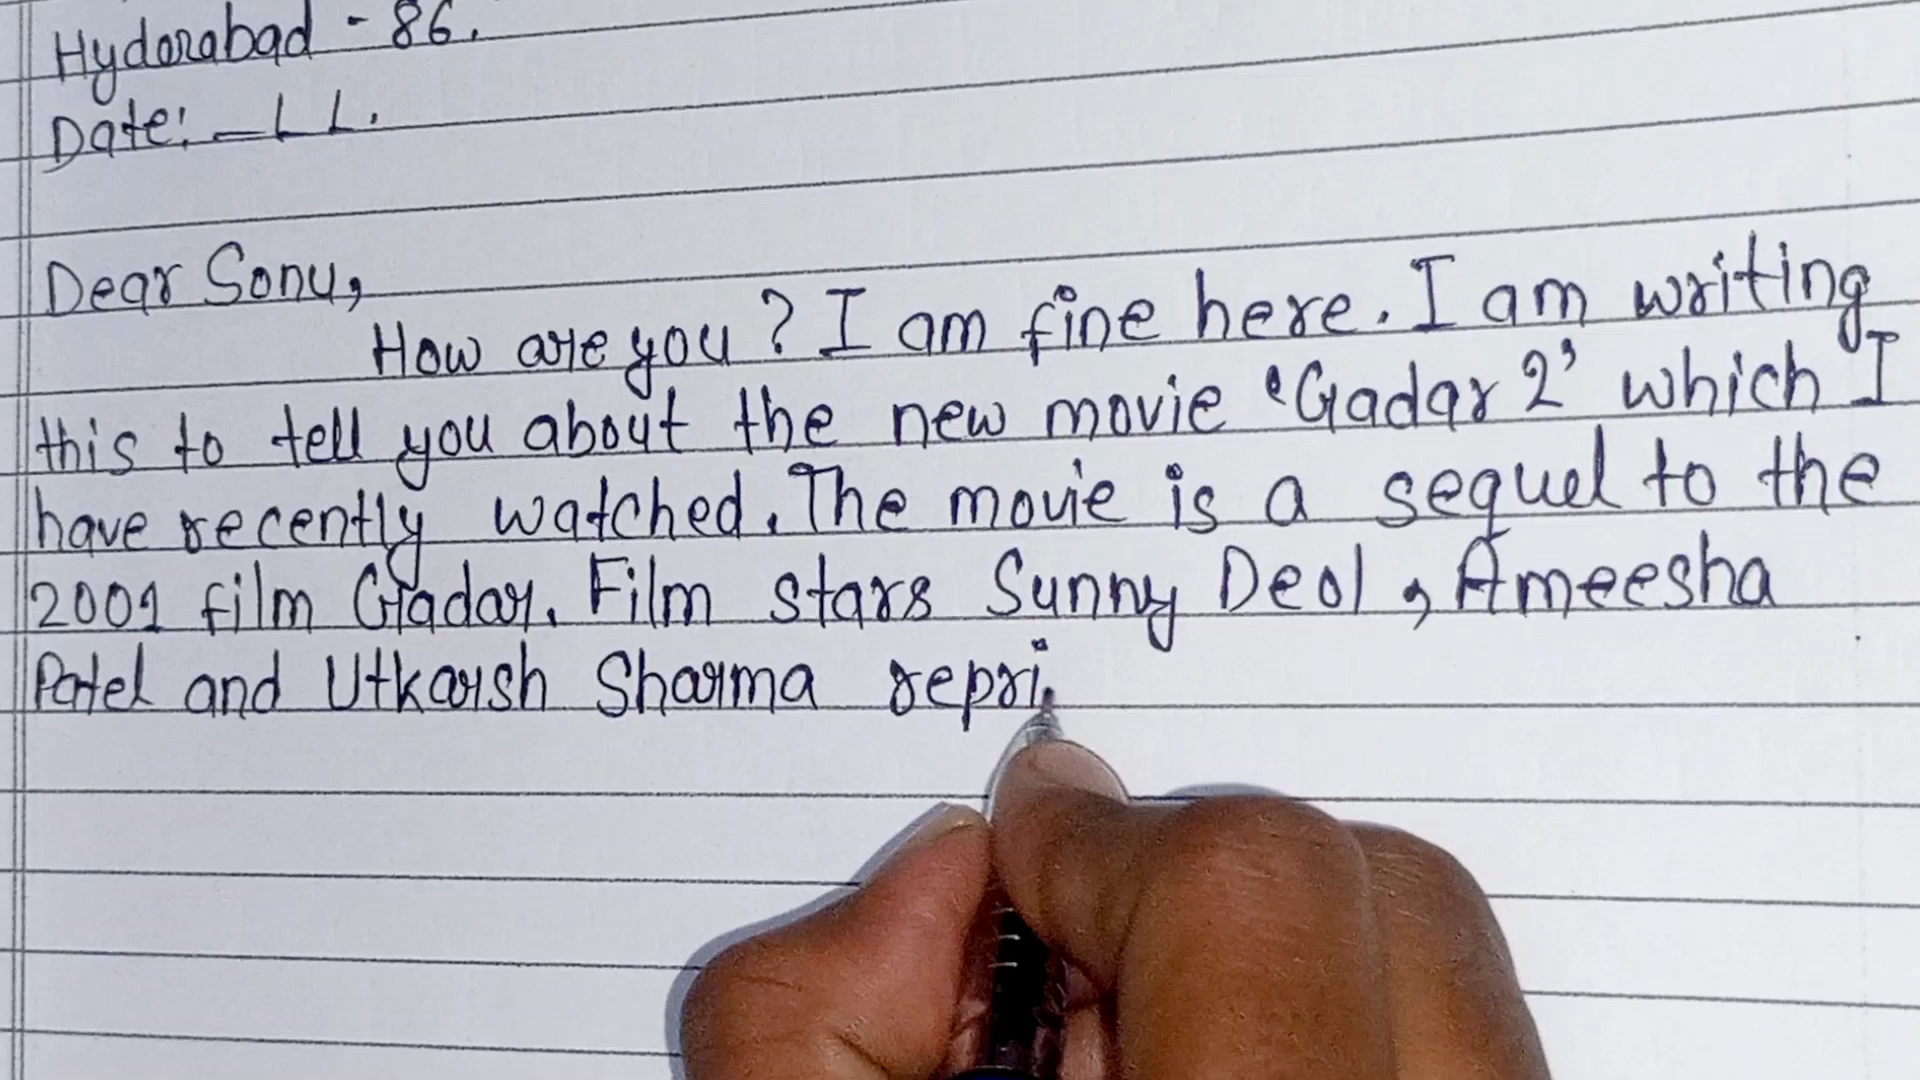 Hyderabad - 86.
Date: _ L L.
Dear Sonu,
How are you? I am fine here. I am writing
this to tell you about the new movie 'Gadar 2' which I
have recently watched. The movie is a sequel to the
2001 film Gadar. Film stars Sunny Deol, Ameesha
Patel and Utkarsh Sharma repri